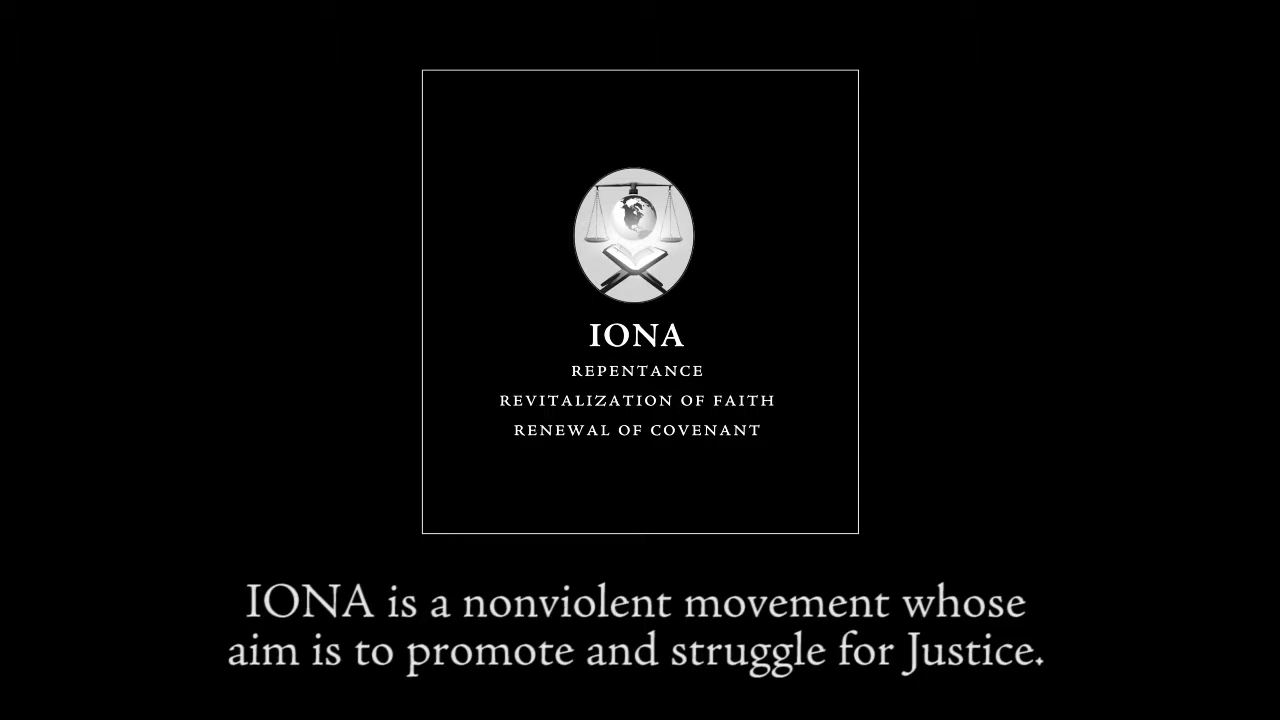 IONA
REPENTANCE
REVITALIZATION OF FAITH
RENEWAL OF COVENANT
IONA is a nonviolent movement whose
aim is to promote and struggle for Justice.